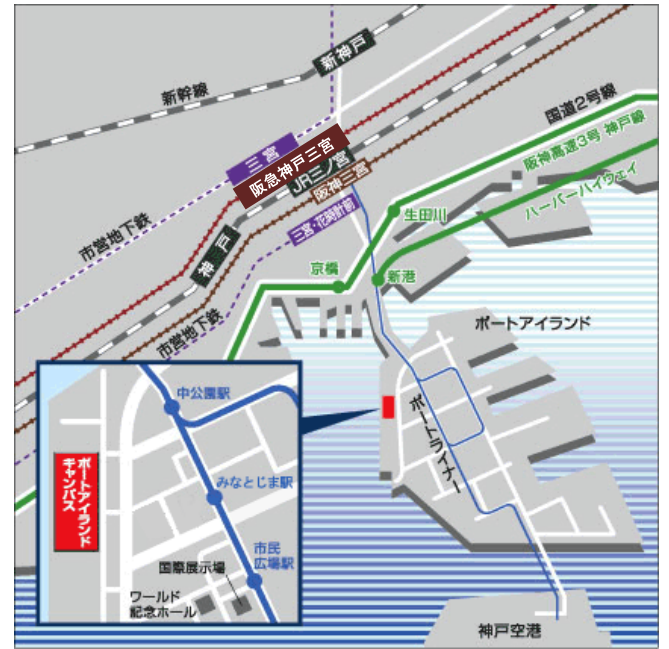 新神戸
新幹線
国道2号線
三宮
阪急神戸三宮
JR三ノ宮
阪神三宮
阪神高速3号 神戸線
ハーバーハイウェイ
生田川
三宮・花時計前
市営地下鉄
神戸
京橋
新港
市営地下鉄
ポートアイランド
ポートライナー
中公園駅
ポートアイランド
キャンパス
みなとじま駅
市民
広場駅
国際展示場
ワールド
記念ホール
神戸空港